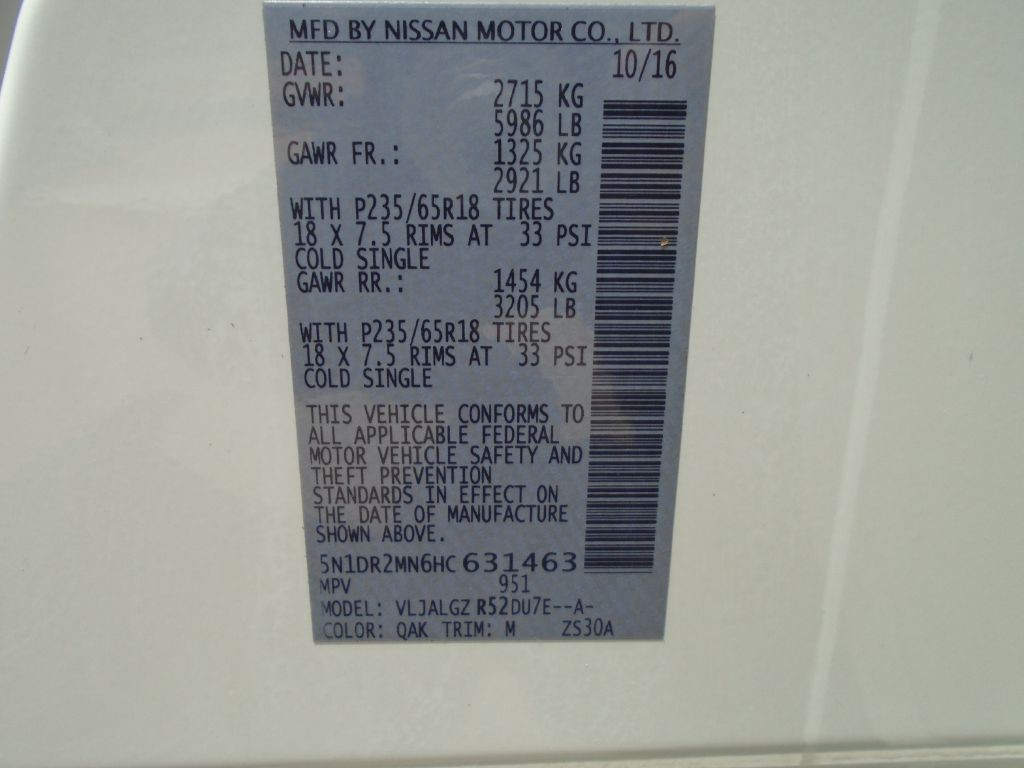 MFD BY NISSAN MOTOR CO., LTD.
DATE: 10/16
GVWR: 2715 KG
5986 LB
GAWR FR.: 1325 KG
2921 LB
WITH P235/65R18 TIRES
18 X 7.5 RIMS AT 33 PSI
COLD SINGLE
GAWR RR.: 1454 KG
3205 LB
WITH P235/65R18 TIRES
18 X 7.5 RIMS AT 33 PSI
COLD SINGLE
THIS VEHICLE CONFORMS TO
ALL APPLICABLE FEDERAL
MOTOR VEHICLE SAFETY AND
THEFT PREVENTION
STANDARDS IN EFFECT ON
THE DATE OF MANUFACTURE
SHOWN ABOVE.
5N1DR2MN6HC 631463
MPV 951
MODEL: VLJALGZ R52DU7E--A-
COLOR: QAK TRIM: M ZS30A